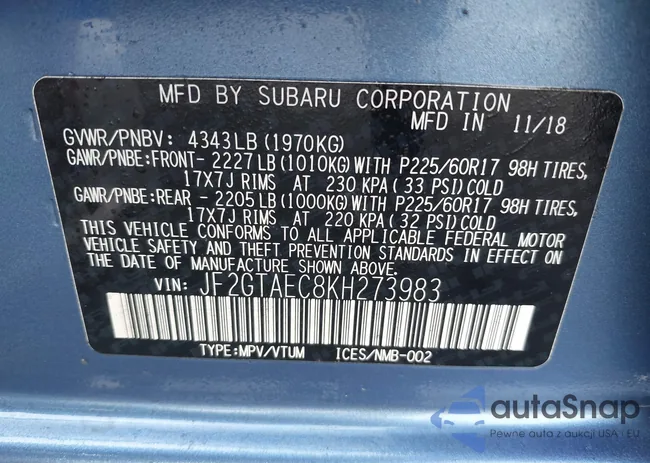 MFD BY SUBARU CORPORATION
MFD IN 11/18
GVWR/PNBV: 4343LB(1970KG)
GAWR/PNBE:FRONT- 2227LB(1010KG)WITH P225/60R17 98H TIRES,
17X7J RIMS AT 230 KPA( 33 PSI)COLD
GAWR/PNBE:REAR - 2205LB(1000KG)WITH P225/60R17 98H TIRES,
17X7J RIMS AT 220 KPA( 32 PSI)COLD
THIS VEHICLE CONFORMS TO ALL APPLICABLE FEDERAL MOTOR
VEHICLE SAFETY AND THEFT PREVENTION STANDARDS IN EFFECT ON
THE DATE OF MANUFACTURE SHOWN ABOVE.
VIN: JF2GTAEC8KH273983
TYPE:MPV/VTUM ICES/NMB-002
autaSnap
Pewne auta z aukcji USA i EU